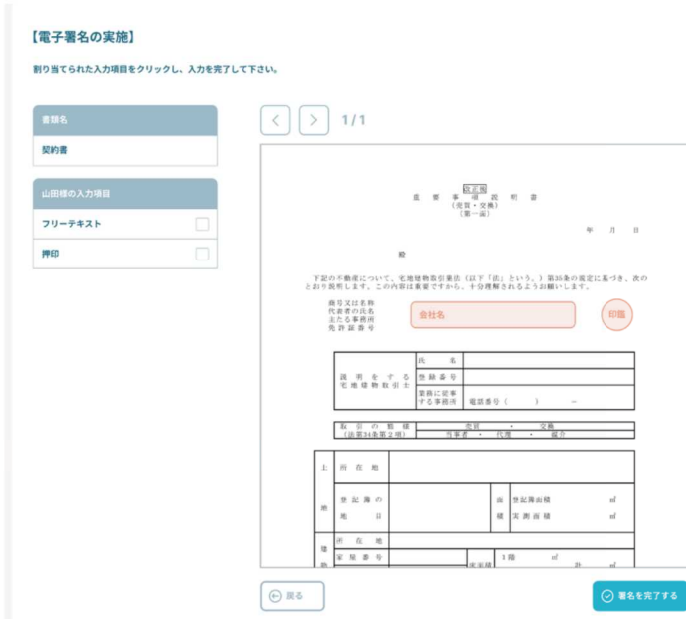 【電子署名の実施】
割り当てられた入力項目をクリックし、入力を完了して下さい。
書類名
契約書
山田様の入力項目
フリーテキスト
押印
1/1
改正後
重要事項説明書
(売買・交換)
(第一面)
年 月 日
殿
下記の不動産について、宅地建物取引業法(以下「法」という。)第35条の規定に基づき、次の
とおり説明します。この内容は重要ですから、十分理解されるようお願いします。
商号又は名称
代表者の氏名
主たる事務所
免許証番号
会社名
印鑑
説明をする
宅地建物取引士
氏 名
登録番号
業務に従事
する事務所
電話番号( ) －
取引の態様
(法第34条第2項)
売買 ・ 交換
当事者 ・ 代理 ・ 媒介
土
地
所在地
登記簿の
地 目
面
積
登記簿面積 ㎡
実測面積 ㎡
建
物
所在地
家屋番号
1階 ㎡
計 ㎡
戻る
署名を完了する